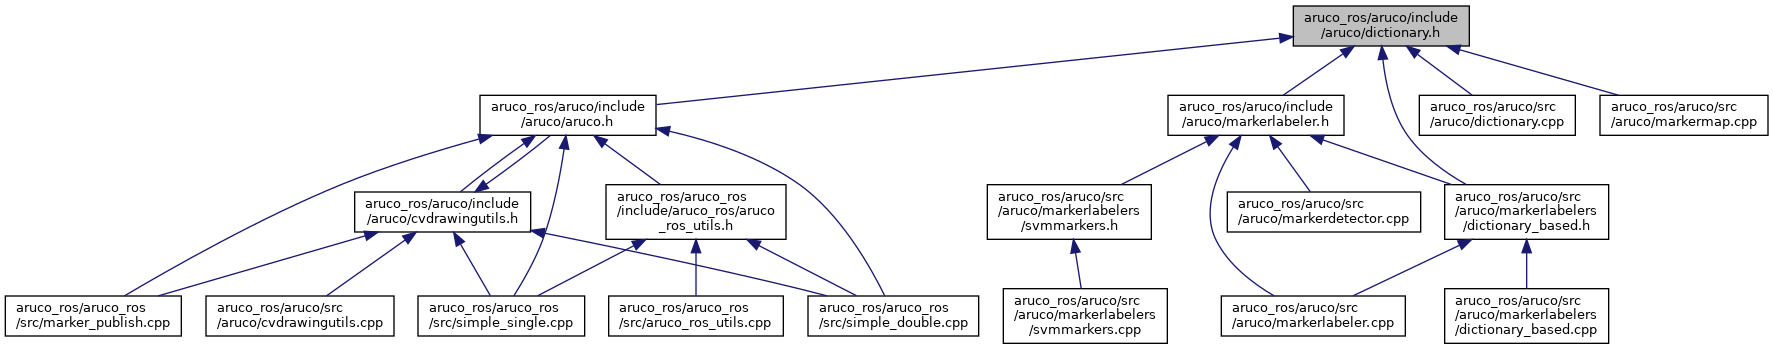 aruco_ros/aruco/include
/aruco/dictionary.h
aruco_ros/aruco/include
/aruco/aruco.h
aruco_ros/aruco/include
/aruco/markerlabeler.h
aruco_ros/aruco/src
/aruco/dictionary.cpp
aruco_ros/aruco/src
/aruco/markermap.cpp
aruco_ros/aruco/include
/aruco/cvdrawingutils.h
aruco_ros/aruco_ros
/include/aruco_ros/aruco
_ros_utils.h
aruco_ros/aruco/src
/aruco/markerlabelers
/svmmarkers.h
aruco_ros/aruco/src
/aruco/markerdetector.cpp
aruco_ros/aruco/src
/aruco/markerlabelers
/dictionary_based.h
aruco_ros/aruco_ros
/src/marker_publish.cpp
aruco_ros/aruco/src
/aruco/cvdrawingutils.cpp
aruco_ros/aruco_ros
/src/simple_single.cpp
aruco_ros/aruco_ros
/src/aruco_ros_utils.cpp
aruco_ros/aruco_ros
/src/simple_double.cpp
aruco_ros/aruco/src
/aruco/markerlabelers
/svmmarkers.cpp
aruco_ros/aruco/src
/aruco/markerlabeler.cpp
aruco_ros/aruco/src
/aruco/markerlabelers
/dictionary_based.cpp